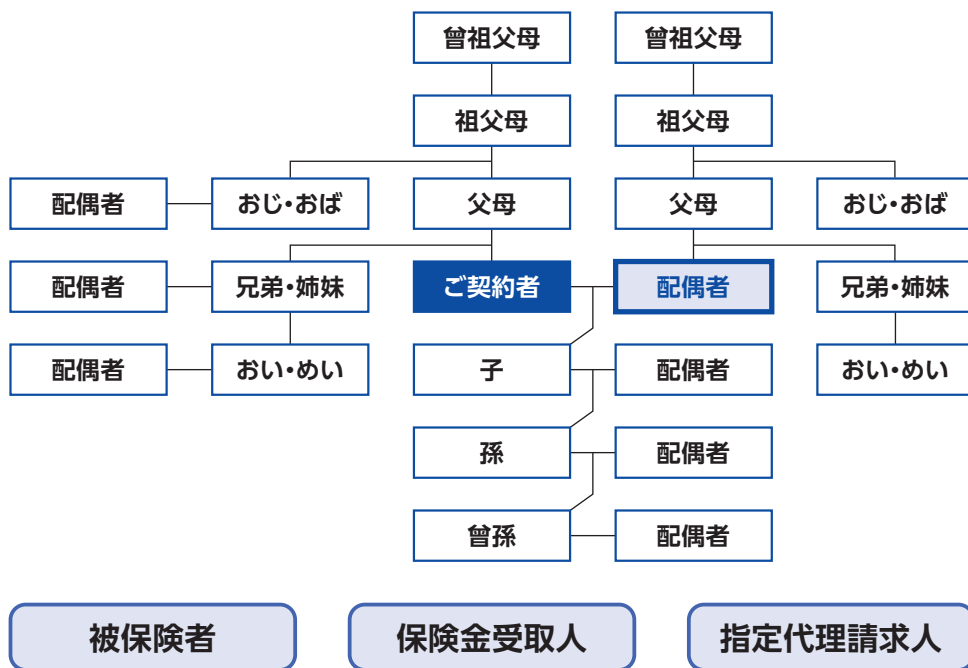 曾祖父母
曾祖父母
祖父母
祖父母
配偶者
おじ・おば
父母
父母
おじ・おば
配偶者
兄弟・姉妹
ご契約者
配偶者
兄弟・姉妹
配偶者
おい・めい
子
配偶者
おい・めい
孫
配偶者
曾孫
配偶者
被保険者
保険金受取人
指定代理請求人